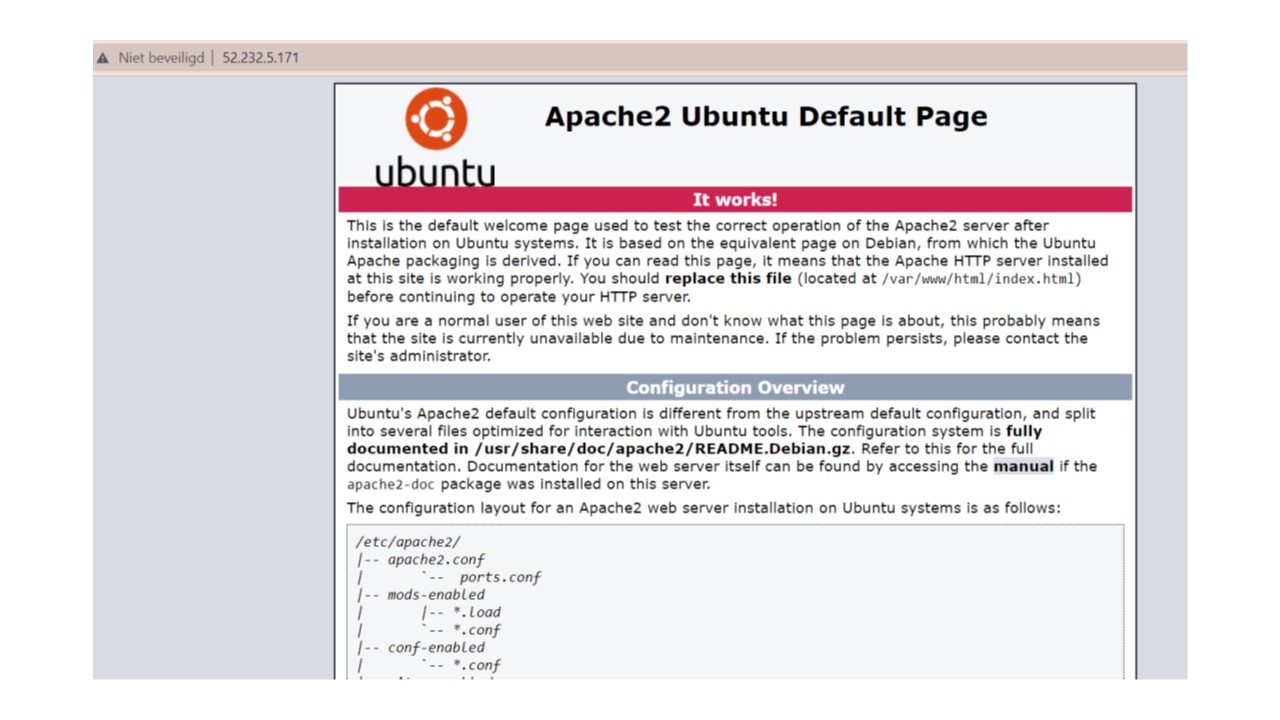 Niet beveiligd | 52.232.5.171
ubuntu
Apache2 Ubuntu Default Page
It works!
This is the default welcome page used to test the correct operation of the Apache2 server after
installation on Ubuntu systems. It is based on the equivalent page on Debian, from which the Ubuntu
Apache packaging is derived. If you can read this page, it means that the Apache HTTP server installed
at this site is working properly. You should replace this file (located at /var/www/html/index.html)
before continuing to operate your HTTP server.
If you are a normal user of this web site and don't know what this page is about, this probably means
that the site is currently unavailable due to maintenance. If the problem persists, please contact the
site's administrator.
Configuration Overview
Ubuntu's Apache2 default configuration is different from the upstream default configuration, and split
into several files optimized for interaction with Ubuntu tools. The configuration system is fully
documented in /usr/share/doc/apache2/README.Debian.gz. Refer to this for the full
documentation. Documentation for the web server itself can be found by accessing the manual if the
apache2-doc package was installed on this server.
The configuration layout for an Apache2 web server installation on Ubuntu systems is as follows:
/etc/apache2/
|-- apache2.conf
|       `--  ports.conf
|-- mods-enabled
|       |-- *.load
|       `-- *.conf
|-- conf-enabled
|       `-- *.conf